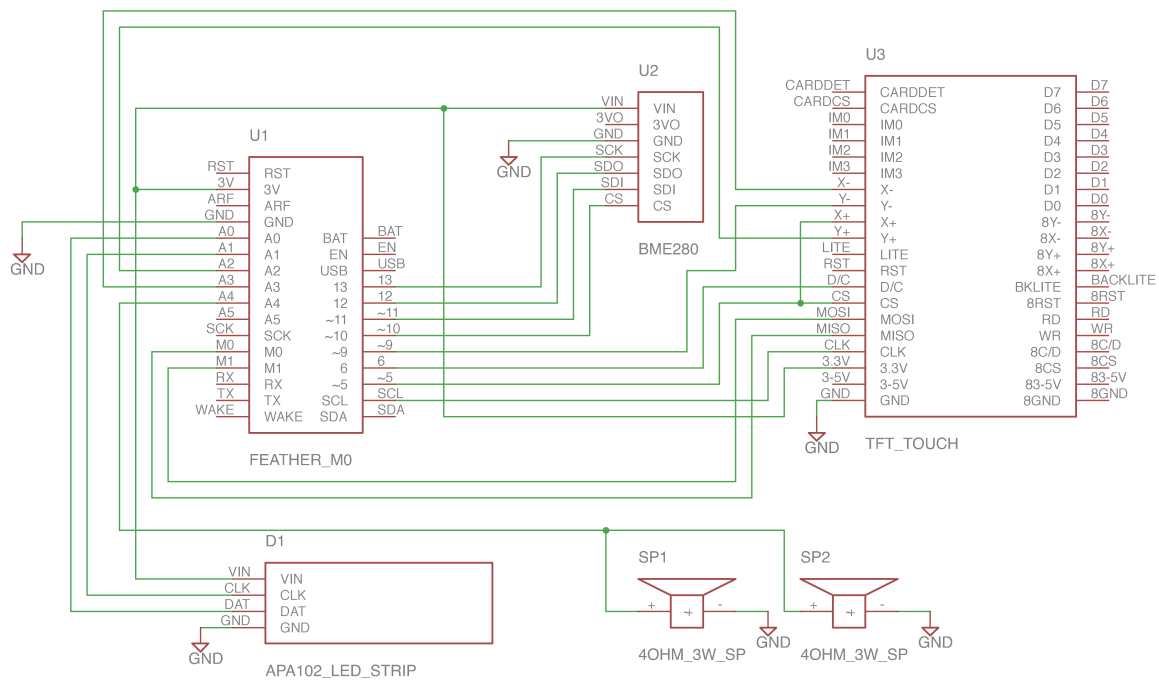 U1
RST RST
3V 3V
ARF ARF
GND GND
A0 A0 BAT BAT
A1 A1 EN EN
A2 A2 USB USB
A3 A3 13 13
A4 A4 12 12
A5 A5 ~11 ~11
SCK SCK ~10 ~10
M0 M0 ~9 ~9
M1 M1 6 6
RX RX ~5 ~5
TX TX SCL SCL
WAKE WAKE SDA SDA
FEATHER_M0
GND
U2
VIN VIN
3VO 3VO
GND GND
SCK SCK
SDO SDO
SDI SDI
CS CS
BME280
GND
U3
CARDDET CARDDET D7 D7
CARDCS CARDCS D6 D6
IM0 IM0 D5 D5
IM1 IM1 D4 D4
IM2 IM2 D3 D3
IM3 IM3 D2 D2
X- X- D1 D1
Y- Y- D0 D0
X+ X+ 8Y- 8Y-
Y+ Y+ 8X- 8X-
LITE LITE 8Y+ 8Y+
RST RST 8X+ 8X+
D/C D/C BKLITE BACKLITE
CS CS 8RST 8RST
MOSI MOSI RD RD
MISO MISO WR WR
CLK CLK 8C/D 8C/D
3.3V 3.3V 8CS 8CS
3-5V 3-5V 83-5V 83-5V
GND GND 8GND 8GND
TFT_TOUCH
GND
D1
VIN VIN
CLK CLK
DAT DAT
GND GND
APA102_LED_STRIP
GND
SP1
+ -
4OHM_3W_SP
GND
SP2
+ -
4OHM_3W_SP
GND